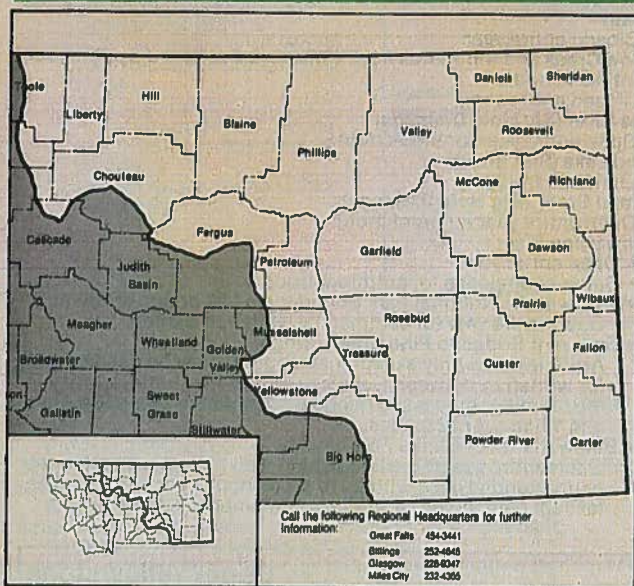 Toole
Liberty
Hill
Blaine
Phillips
Valley
Daniels
Sheridan
Roosevelt
Chouteau
McCone
Richland
Cascade
Fergus
Garfield
Dawson
Judith
Basin
Petroleum
Prairie
Wibaux
Meagher
Wheatland
Golden
Valley
Musselshell
Rosebud
Treasure
Custer
Fallon
Broadwater
Gallatin
Sweet
Grass
Stillwater
Yellowstone
Big Horn
Powder River
Carter
Call the following Regional Headquarters for further
Information:
Great Falls 454-3441
Billings 252-4645
Glasgow 228-9347
Miles City 232-4365